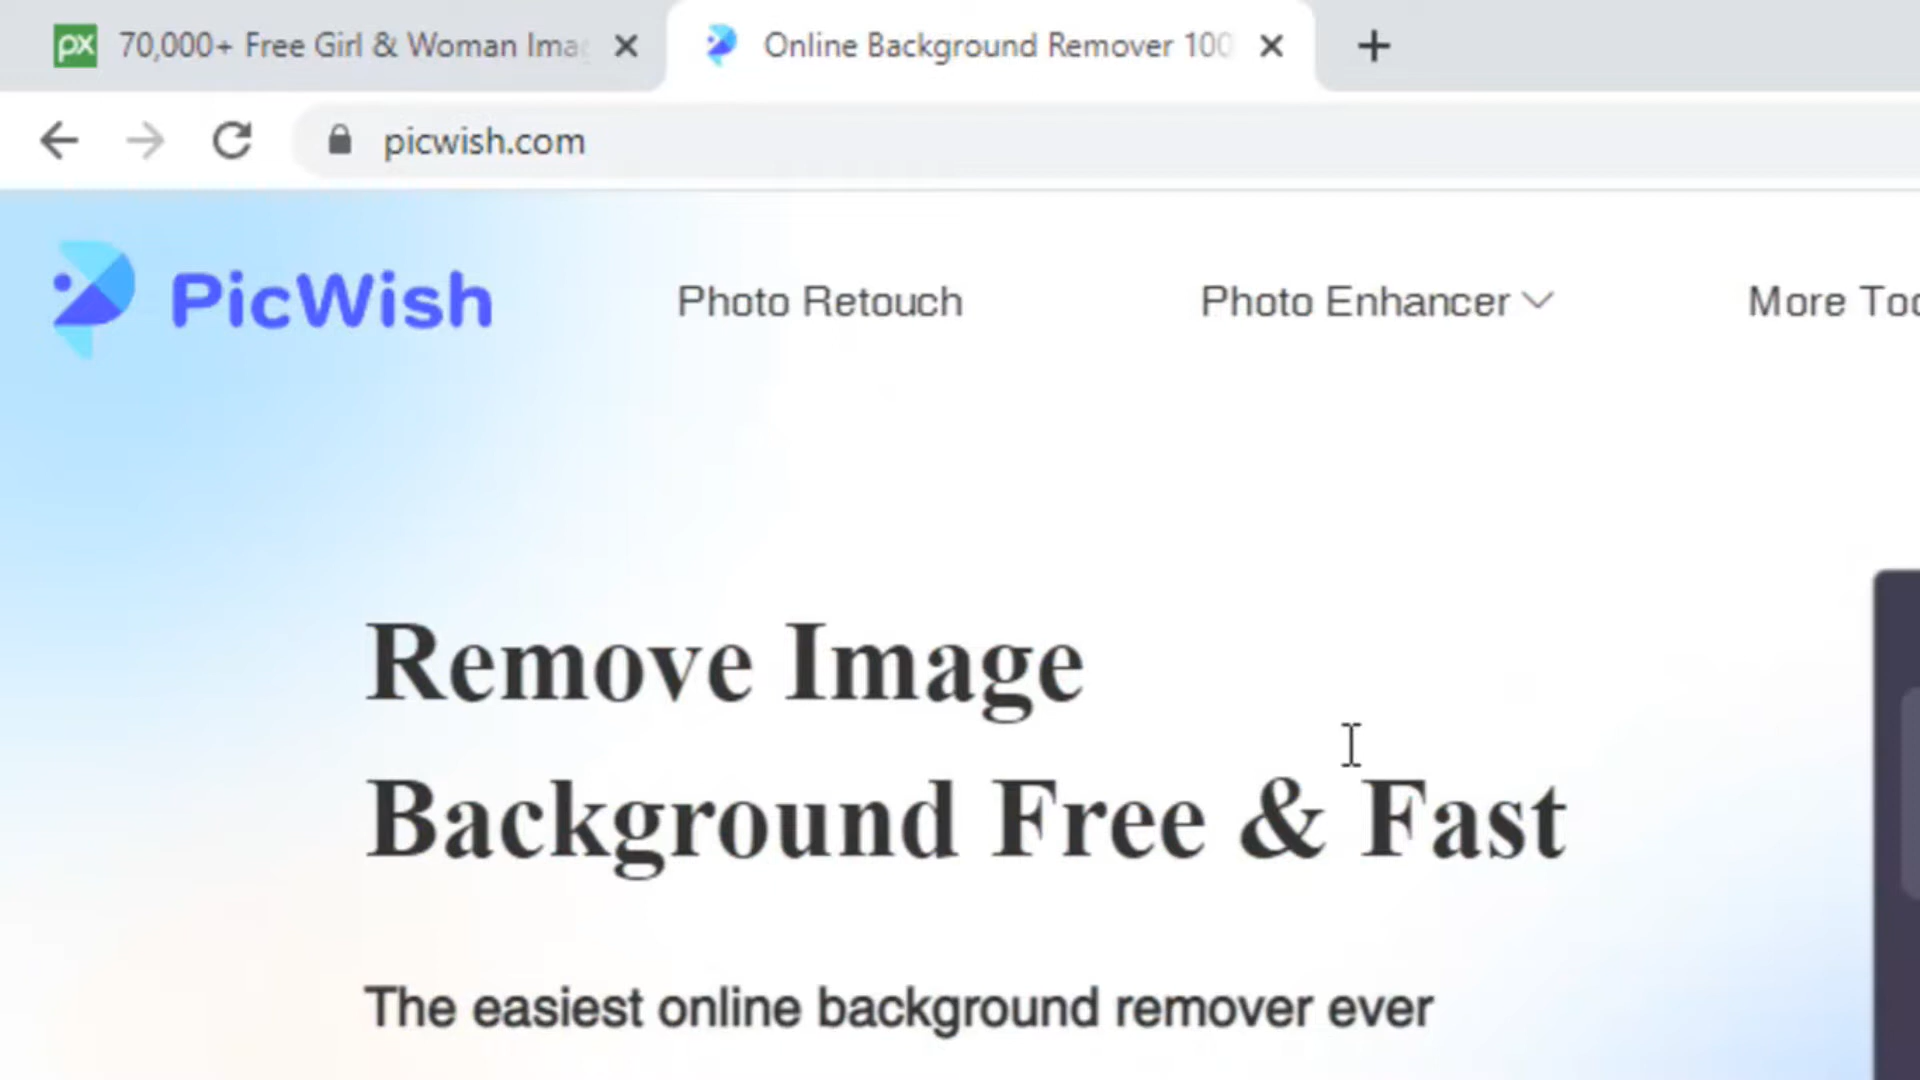 px 70,000+ Free Girl & Woman Ima
Online Background Remover 100
picwish.com
PicWish
Photo Retouch
Photo Enhancer
More Too
Remove Image
Background Free & Fast
The easiest online background remover ever